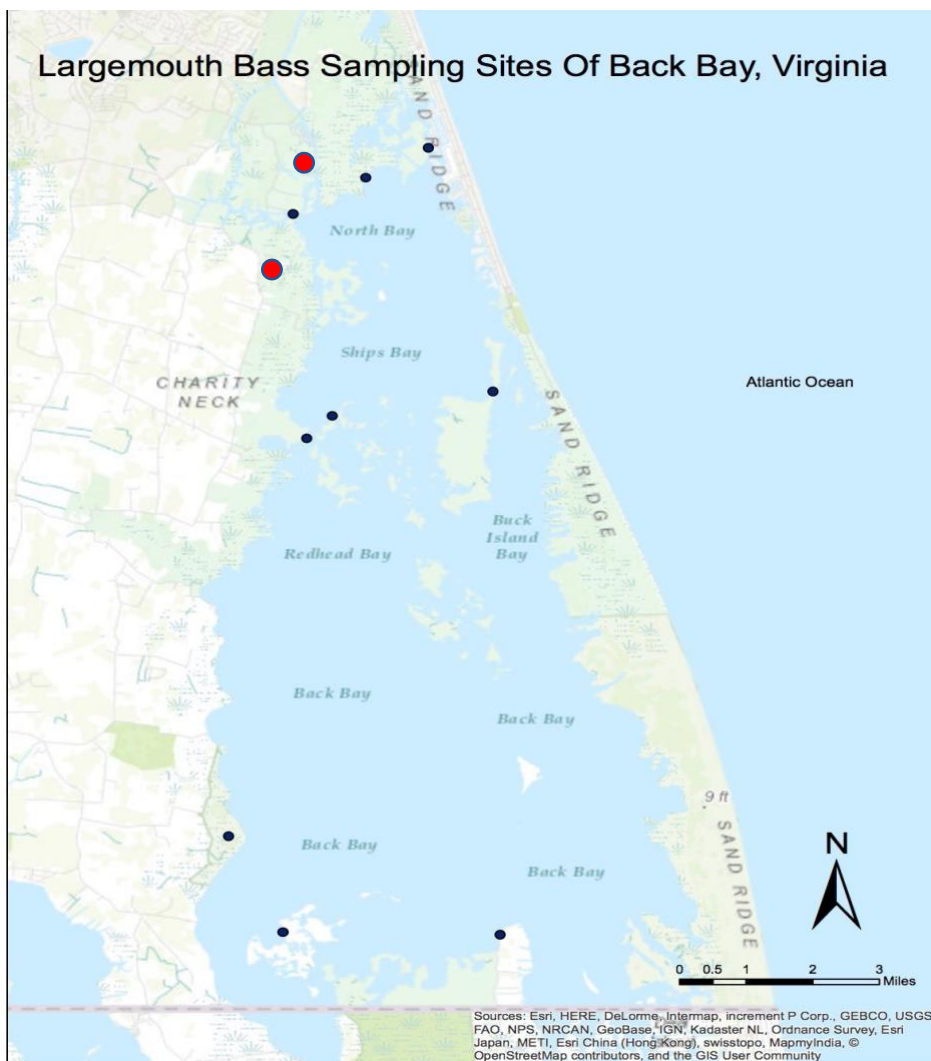 Largemouth Bass Sampling Sites Of Back Bay, Virginia
SAND RIDGE
North Bay
Ships Bay
CHARITY
NECK
Atlantic Ocean
SAND RIDGE
Buck
Island
Bay
Redhead Bay
Back Bay
Back Bay
9 ft
SAND RIDGE
Back Bay
Back Bay
N
0 0.5 1 2 3
Miles
Sources: Esri, HERE, DeLorme, Intermap, increment P Corp., GEBCO, USGS
FAO, NPS, NRCAN, GeoBase, IGN, Kadaster NL, Ordnance Survey, Esri
Japan, METI, Esri China (Hong Kong), swisstopo, MapmyIndia, ©
OpenStreetMap contributors, and the GIS User Community